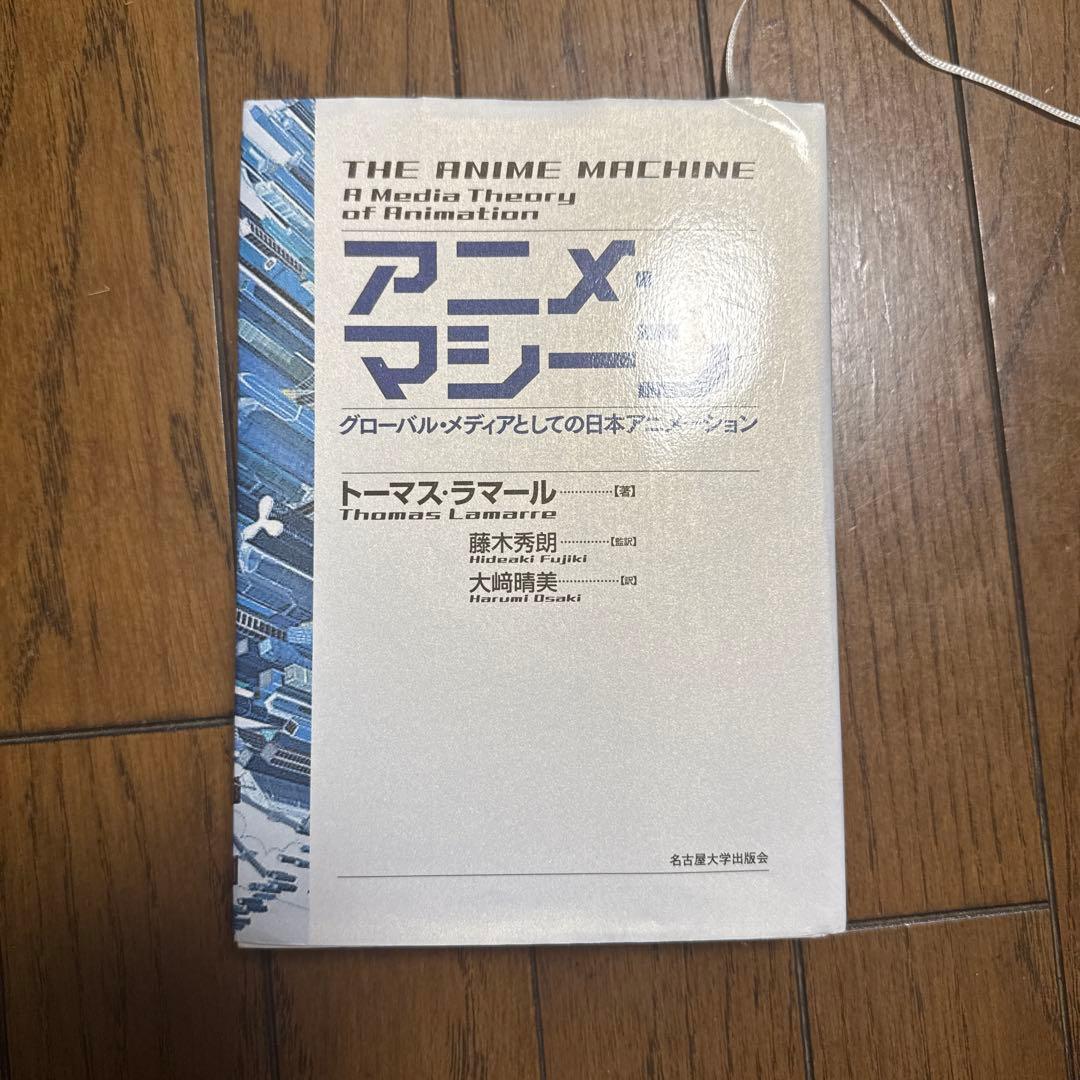 THE ANIME MACHINE
A Media Theory
of Animation
アニメ・
マシーン
グローバル・メディアとしての日本アニメーション
トーマス・ラマール…………【著】
Thomas Lamarre
藤木秀朗…………【監訳】
Hideaki Fujiki
大﨑晴美……………【訳】
Harumi Osaki
名古屋大学出版会